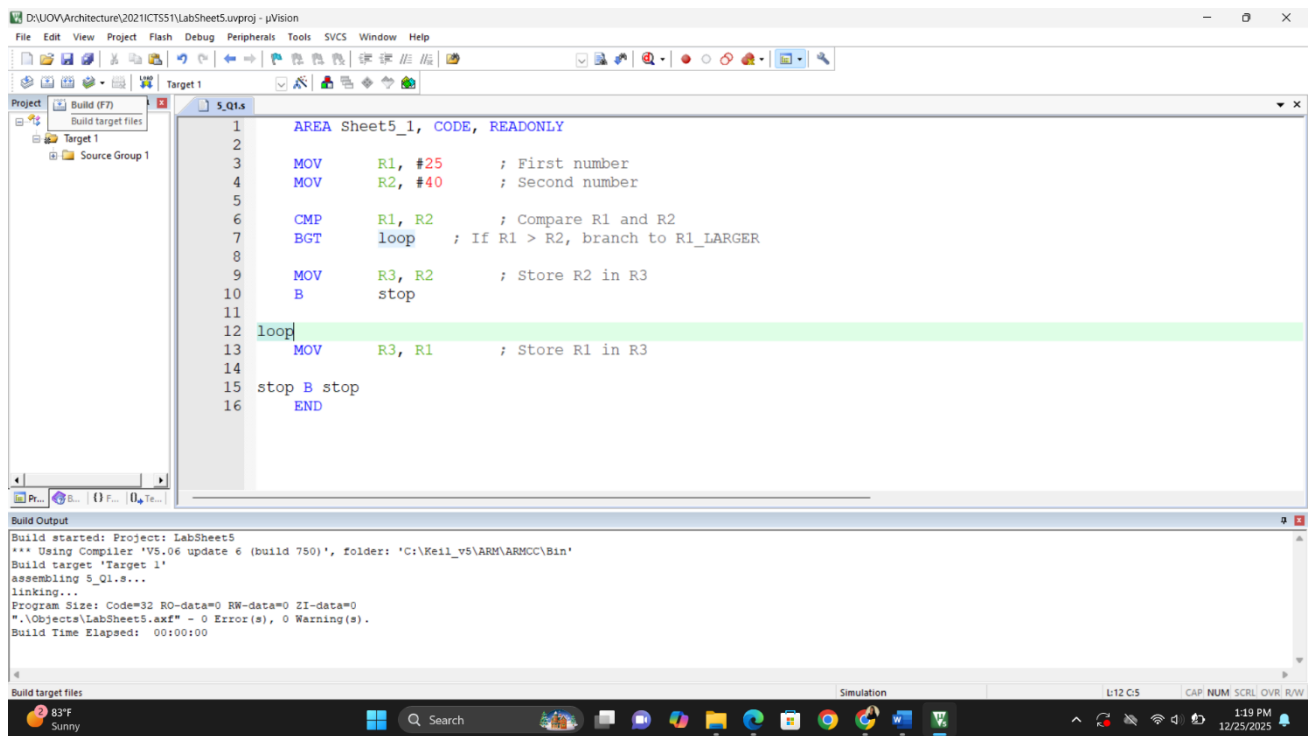 D:\UOV\Architecture\2021ICTS51\LabSheet5.uvproj - µVision
File Edit View Project Flash Debug Peripherals Tools SVCS Window Help
LOAD Target 1
Project
Build (F7)
Build target files
Target 1
Source Group 1
5_Q1.s
1 AREA Sheet5_1, CODE, READONLY
2
3 MOV R1, #25 ; First number
4 MOV R2, #40 ; Second number
5
6 CMP R1, R2 ; Compare R1 and R2
7 BGT loop ; If R1 > R2, branch to R1_LARGER
8
9 MOV R3, R2 ; Store R2 in R3
10 B stop
11
12 loop
13 MOV R3, R1 ; Store R1 in R3
14
15 stop B stop
16 END
Pr... B... {} F... 0 Te...
Build Output
Build started: Project: LabSheet5
*** Using Compiler 'V5.06 update 6 (build 750)', folder: 'C:\Keil_v5\ARM\ARMCC\Bin'
Build target 'Target 1'
assembling 5_Q1.s...
linking...
Program Size: Code=32 RO-data=0 RW-data=0 ZI-data=0
".\Objects\LabSheet5.axf" - 0 Error(s), 0 Warning(s).
Build Time Elapsed: 00:00:00
Build target files Simulation L:12 C:5 CAP NUM SCRL OVR R/W
2 83°F
Sunny
Search
1:19 PM
12/25/2025